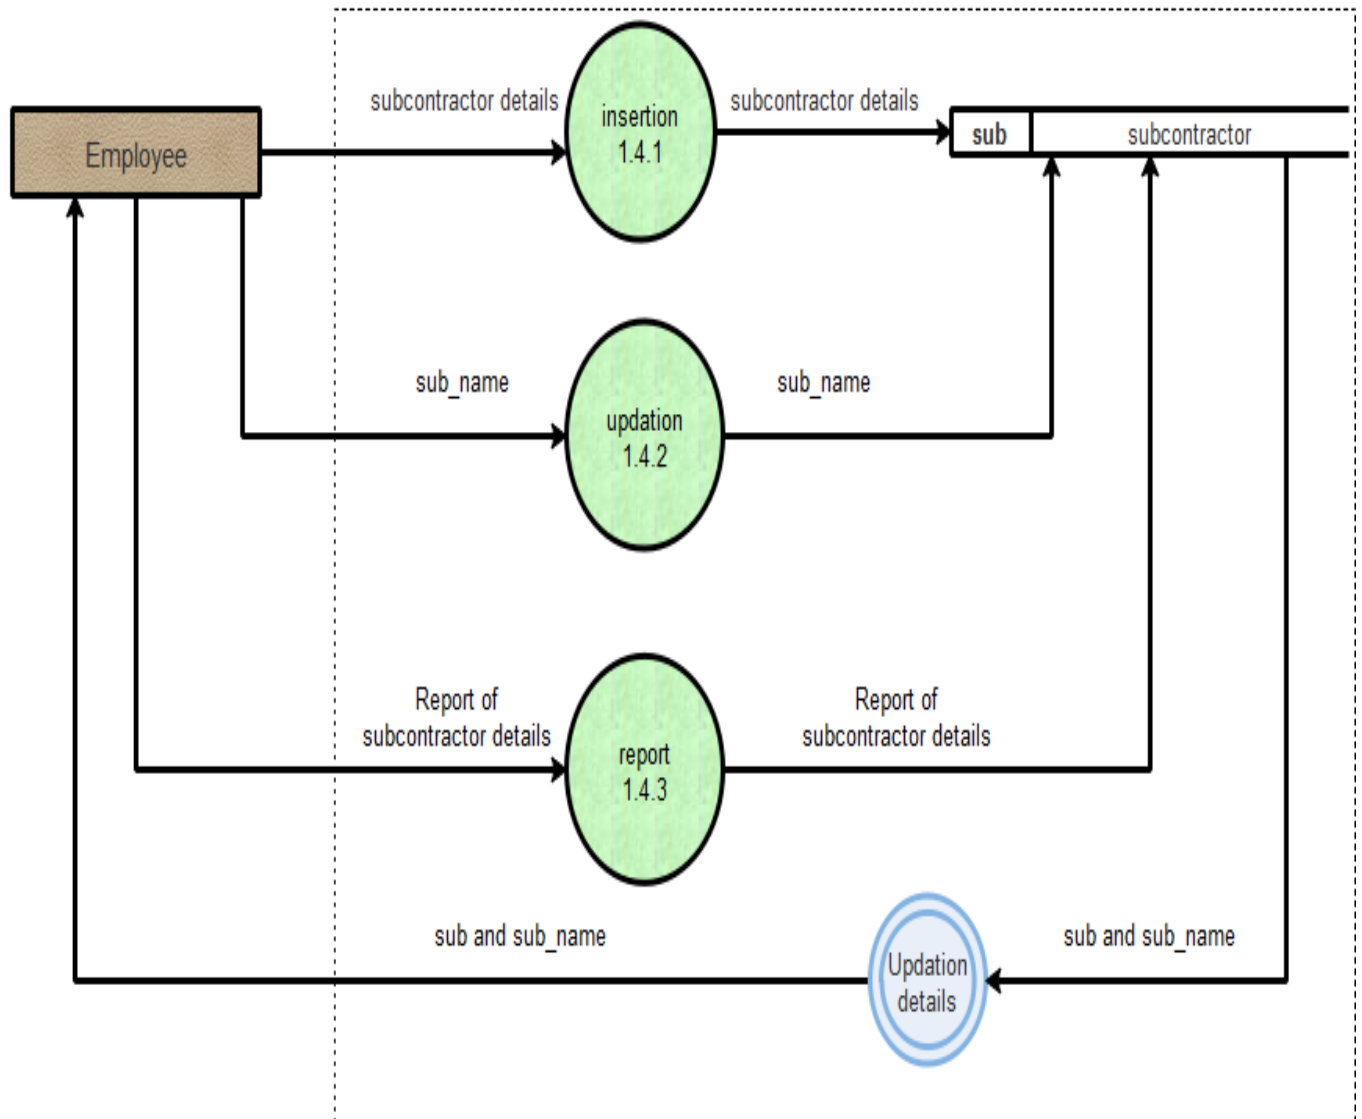 subcontractor details
insertion
1.4.1
subcontractor details
sub
subcontractor
Employee
sub_name
updation
1.4.2
sub_name
Report of
subcontractor details
report
1.4.3
Report of
subcontractor details
sub and sub_name
Updation
details
sub and sub_name